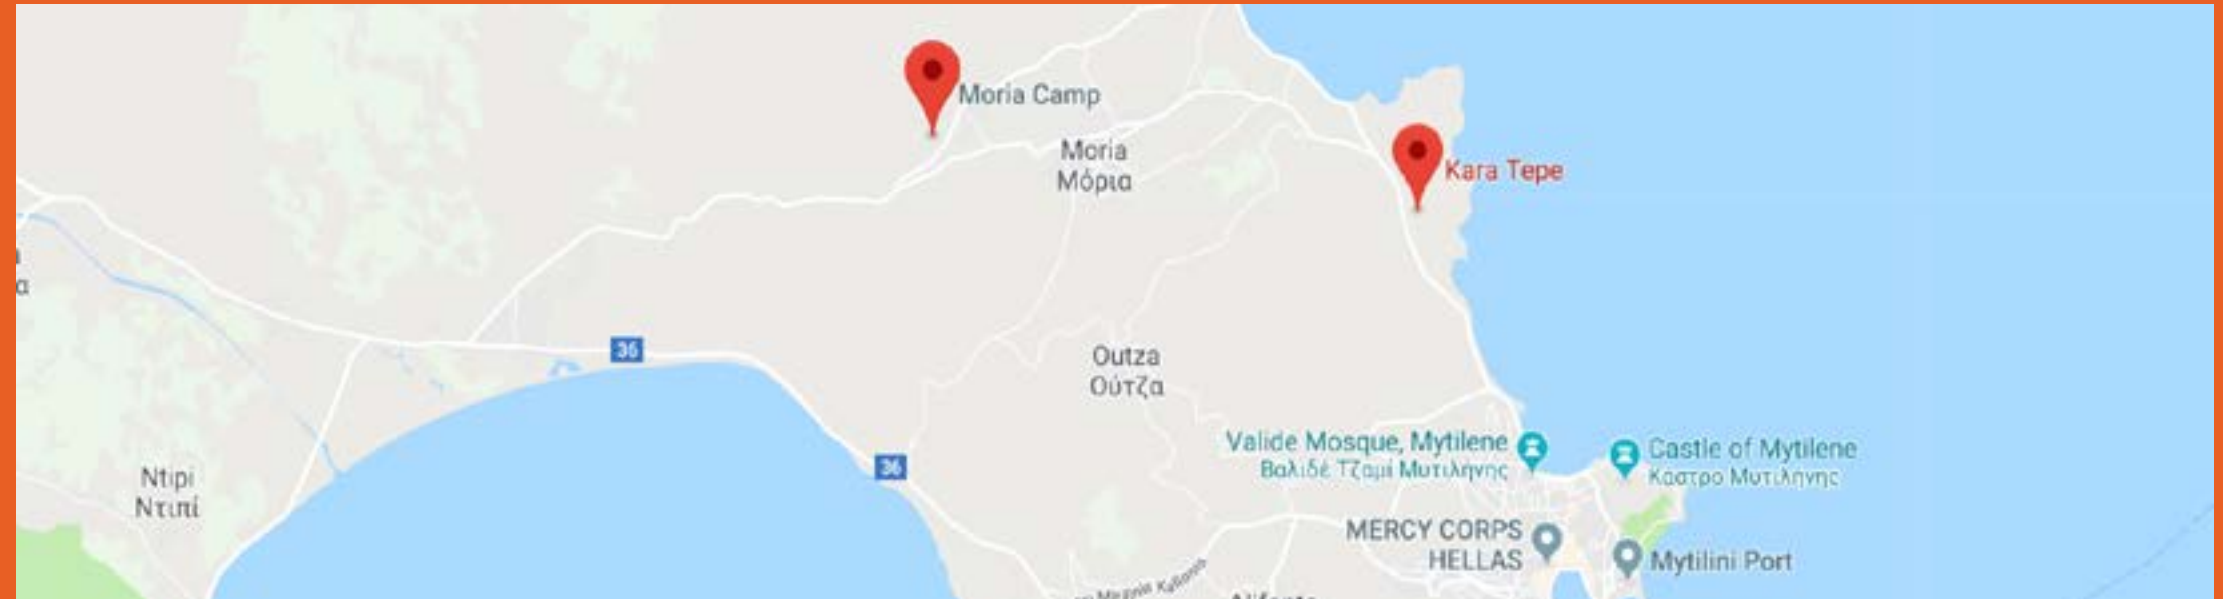 Moria Camp
Moria
Μόρια
Kara Tepe
α
36
Outza
Ούτζα
36
Valide Mosque, Mytilene
Βαλιδέ Τζαμί Μυτιλήνης
Castle of Mytilene
Κάστρο Μυτιλήνης
Ntipi
Ντιπί
MERCY CORPS
HELLAS
Mytilini Port